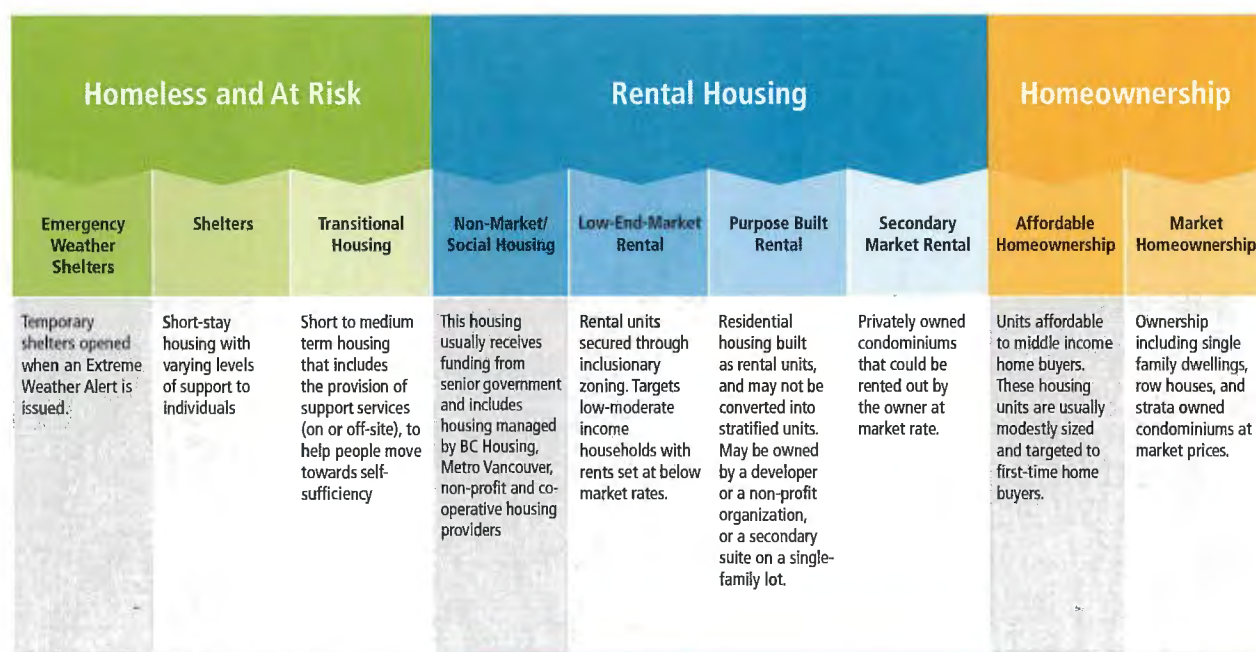 Homeless and At Risk
Rental Housing
Homeownership
Emergency
Weather
Shelters
Shelters
Transitional
Housing
Non-Market/
Social Housing
Low-End-Market
Rental
Purpose Built
Rental
Secondary
Market Rental
Affordable
Homeownership
Market
Homeownership
Temporary
shelters opened
when an Extreme
Weather Alert is
issued.
Short-stay
housing with
varying levels
of support to
individuals
Short to medium
term housing
that includes
the provision of
support services
(on or off-site), to
help people move
towards self-
sufficiency
This housing
usually receives
funding from
senior government
and includes
housing managed
by BC Housing,
Metro Vancouver,
non-profit and co-
operative housing
providers
Rental units
secured through
inclusionary
zoning. Targets
low-moderate
income
households with
rents set at below
market rates.
Residential
housing built
as rental units,
and may not be
converted into
stratified units.
May be owned
by a developer
or a non-profit
organization,
or a secondary
suite on a single-
family lot.
Privately owned
condominiums
that could be
rented out by
the owner at
market rate.
Units affordable
to middle income
home buyers.
These housing
units are usually
modestly sized
and targeted to
first-time home
buyers.
Ownership
including single
family dwellings,
row houses, and
strata owned
condominiums at
market prices.